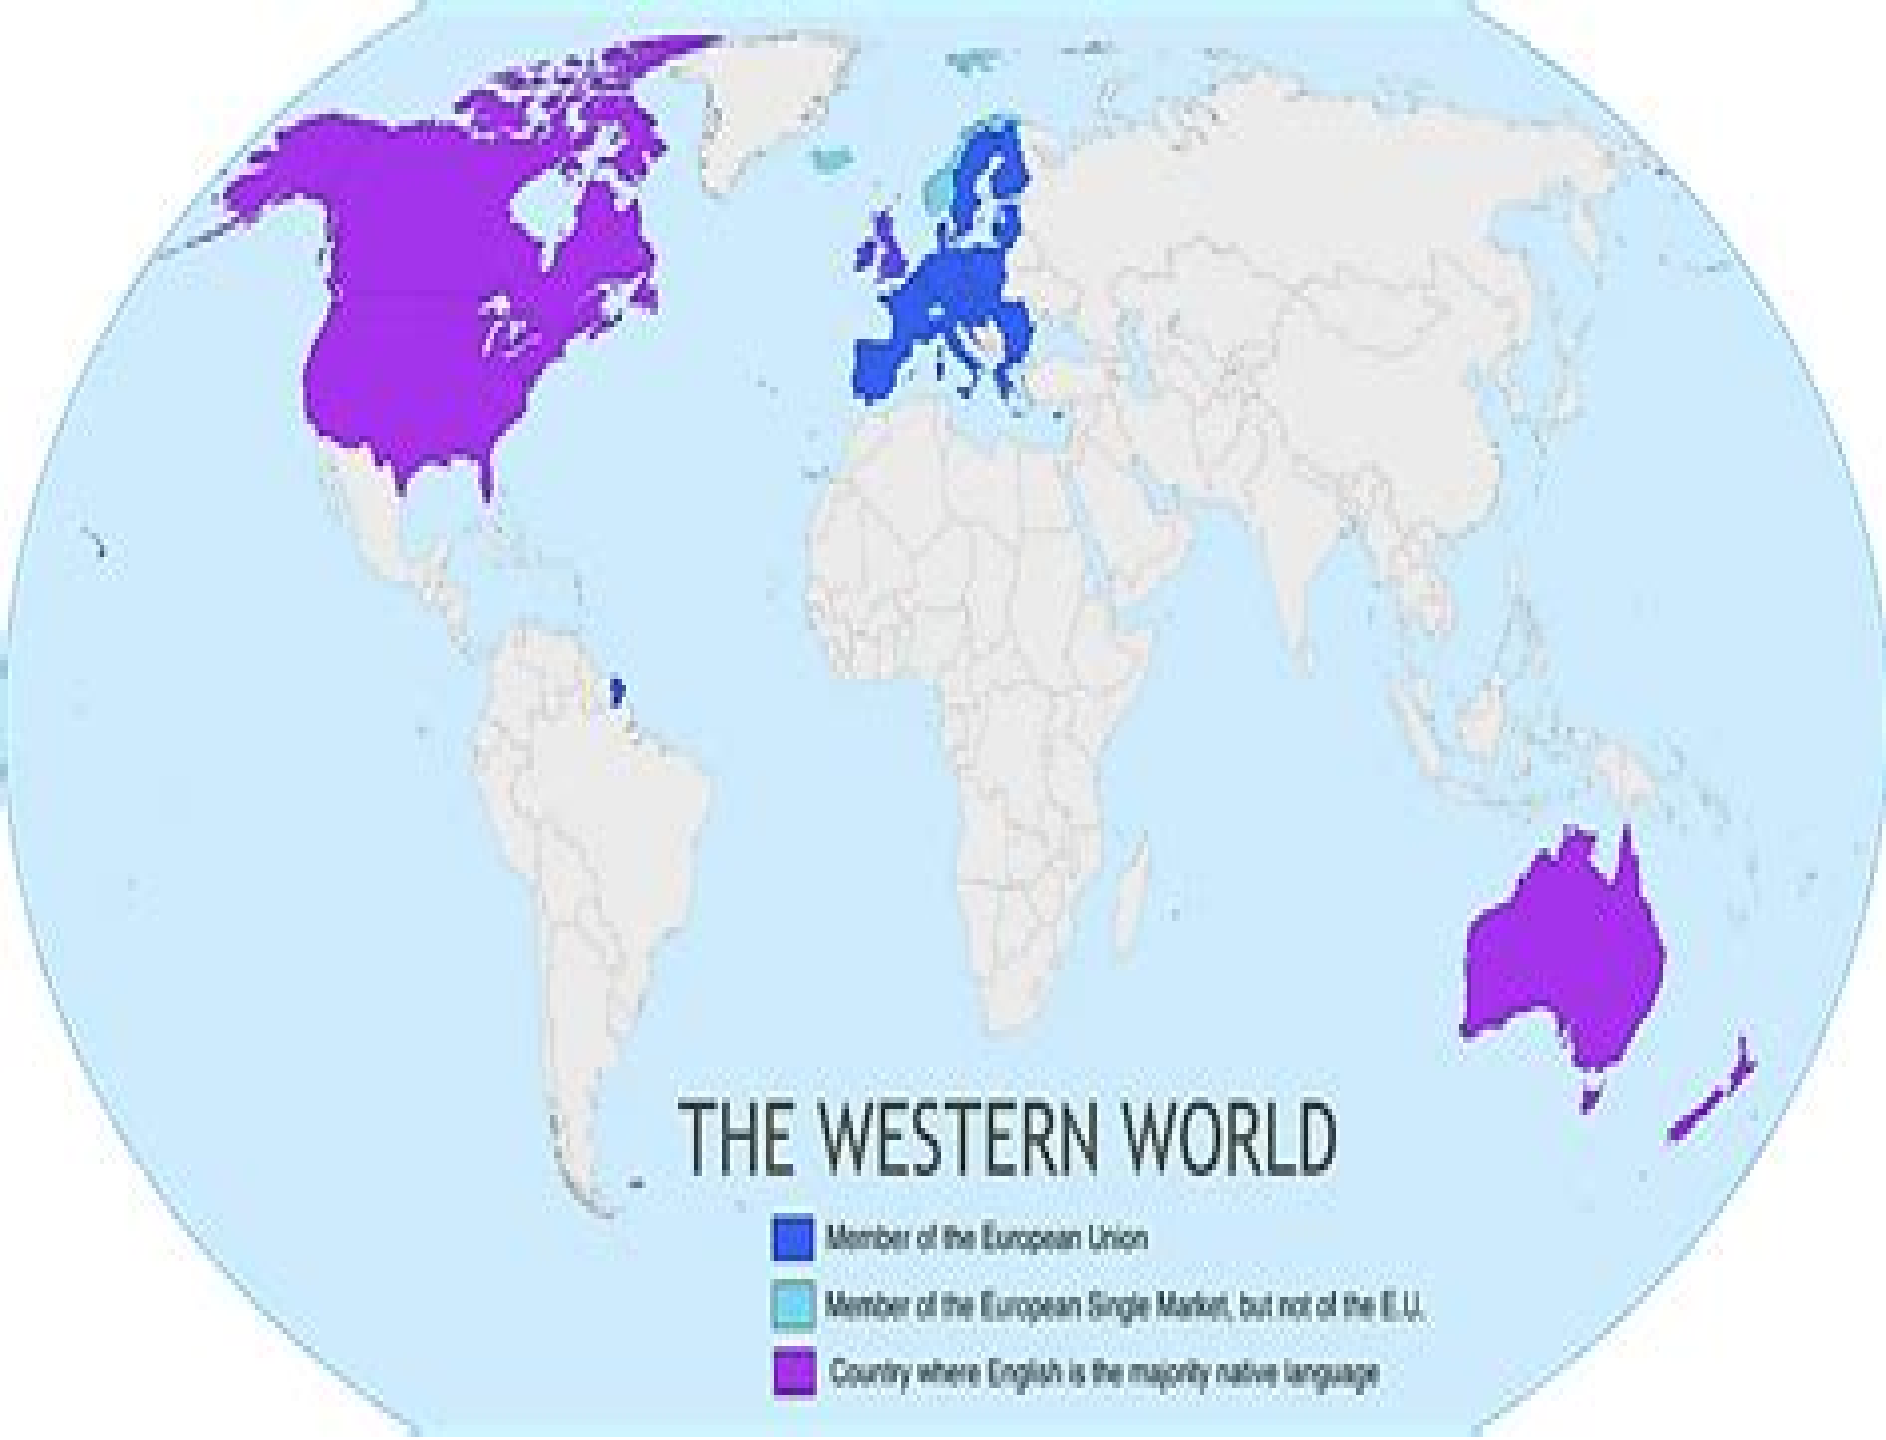 THE WESTERN WORLD
Member of the European Union
Member of the European Single Market, but not of the E.U.
Country where English is the majority native language